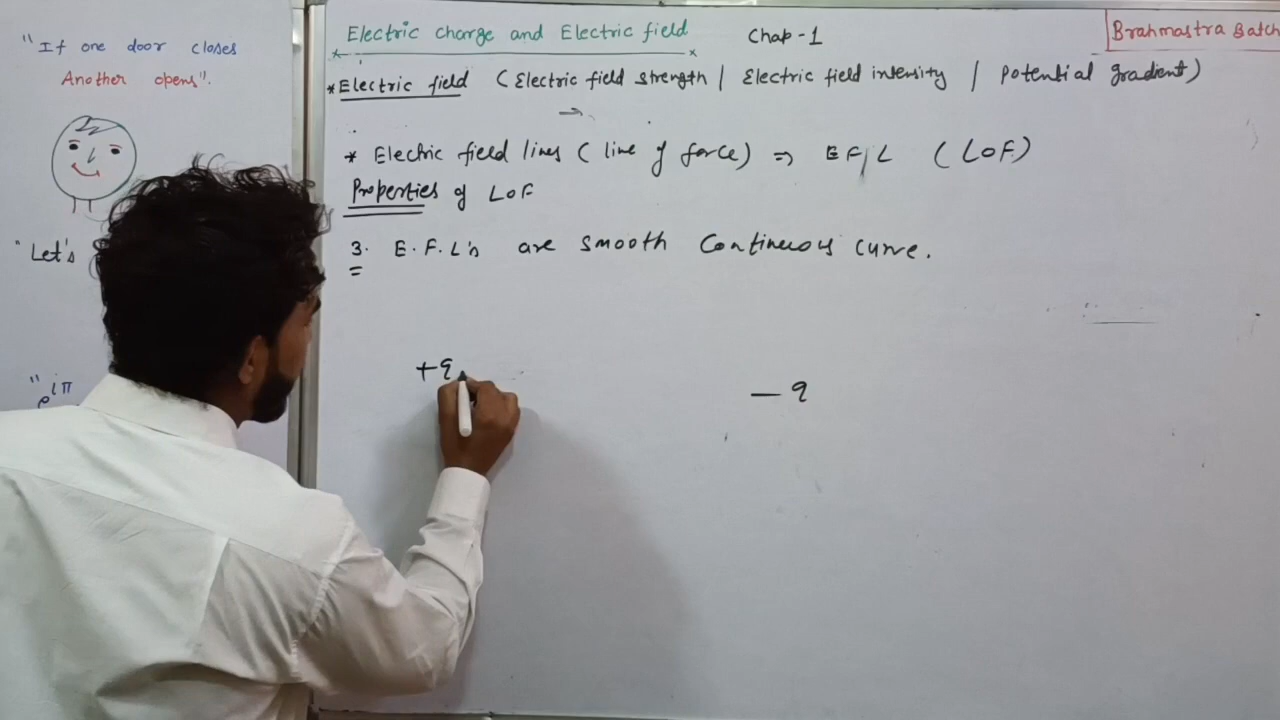 "If one door closes
Another opens".
"Let's
"e^iπ
Electric charge and Electric field Chap-1
Brahmastra Batch
* Electric field (Electric field strength / Electric field intensity / Potential gradient)
* Electric field lines (line of force) ⇒ EFL (LOF)
Properties of LOF
3. E.F.L's are smooth continuous curve.
+q
- q